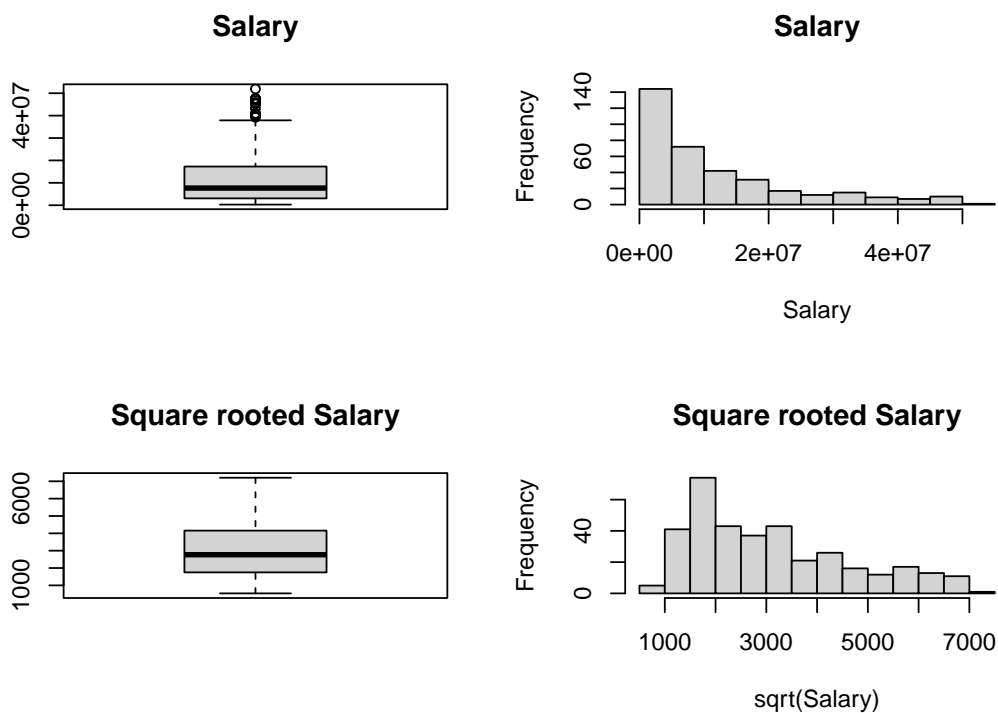 Salary
0e+00 4e+07
Salary
Frequency
0 60 140
0e+00 2e+07 4e+07
Salary
Square rooted Salary
1000 6000
Square rooted Salary
Frequency
0 40
1000 3000 5000 7000
sqrt(Salary)